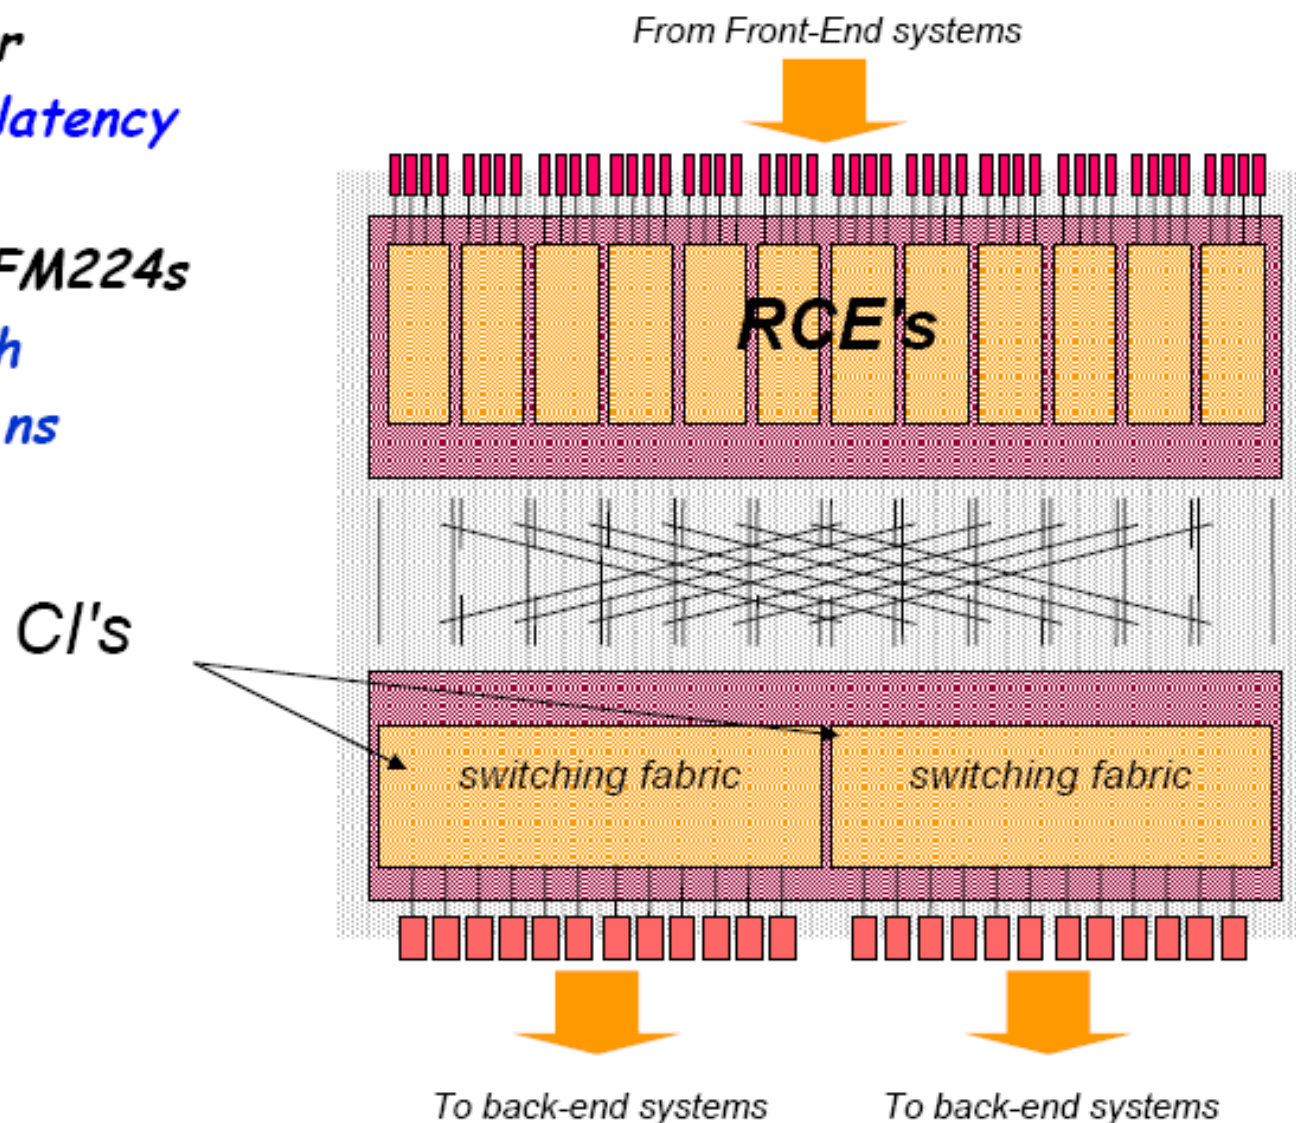 From Front-End systems
r
latency
FM224s
h
ns
RCE's
CI's
switching fabric
switching fabric
To back-end systems
To back-end systems